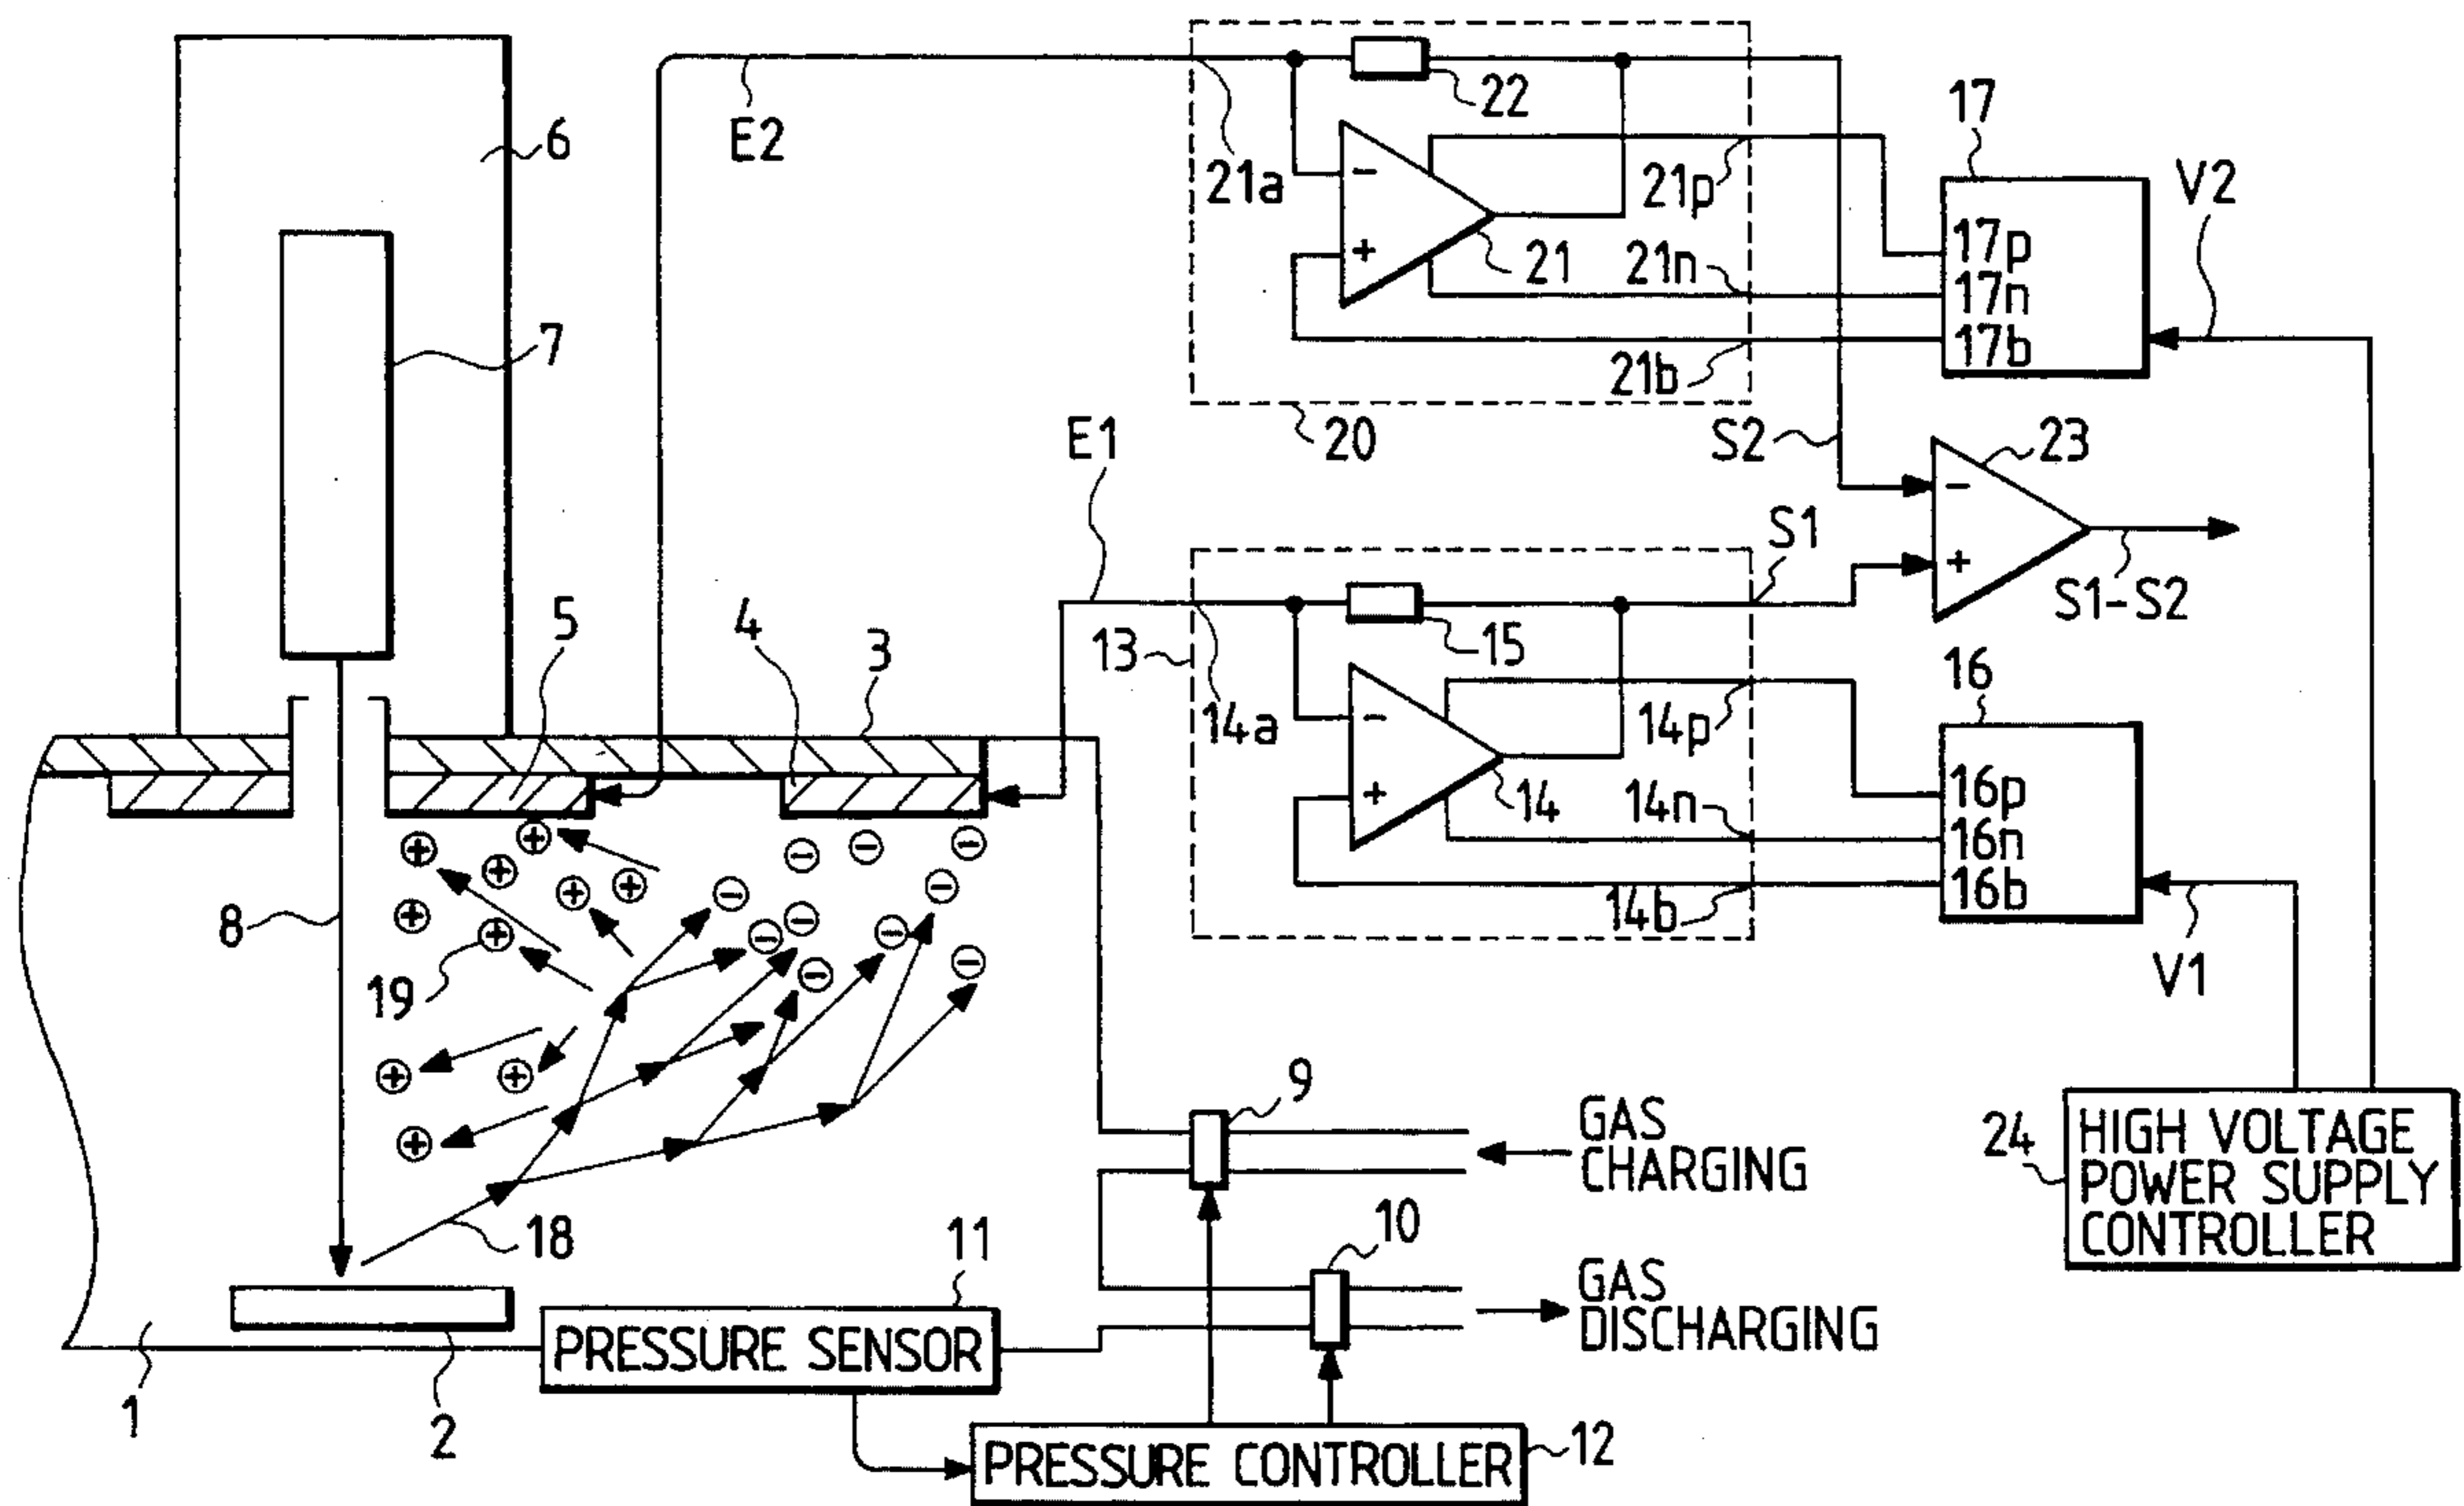 E2
6
22
17
21a
21p
V2
−
+
21
21n
17p
17n
17b
7
21b
20
E1
S2
23
−
+
S1
S1-S2
5
4
3
13
15
16
14a
14p
−
+
14
14n
16p
16n
16b
14b
V1
8
19
+
+
+
+
+
+
+
+
+
+
−
−
−
−
−
−
−
−
−
−
9
GAS
CHARGING
24
HIGH VOLTAGE
POWER SUPPLY
CONTROLLER
18
11
10
GAS
DISCHARGING
PRESSURE SENSOR
1
2
PRESSURE CONTROLLER
12